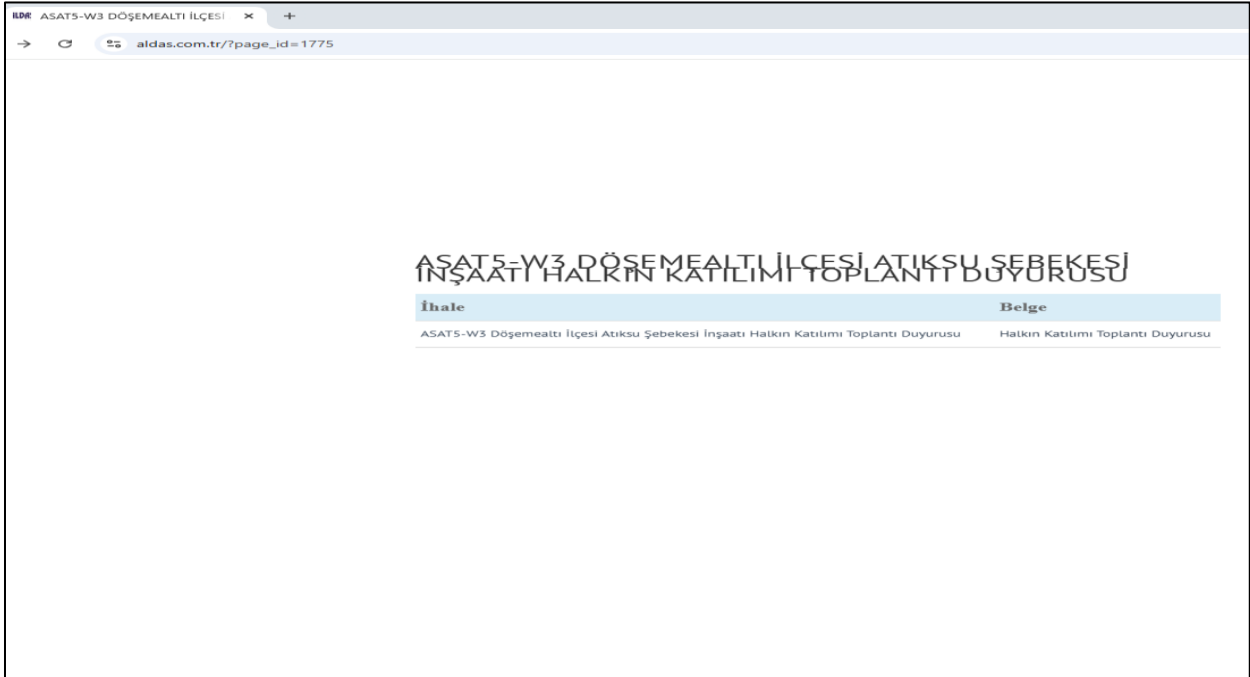 ASAT5-W3 DÖŞEMEALTI İLÇESİ
aldas.com.tr/?page_id=1775
ASAT5-W3 DÖŞEMEALTI İLÇESİ ATIKSU ŞEBEKESİ
İNŞAATI HALKIN KATILIMI TOPLANTI DUYURUSU
İhale Belge
ASAT5-W3 Döşemealtı İlçesi Atıksu Şebekesi İnşaatı Halkın Katılımı Toplantı Duyurusu Halkın Katılımı Toplantı Duyurusu